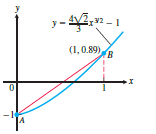 y
y = 4√2/3 x^3/2 − 1
(1, 0.89)
B
0
1
x
−1
A